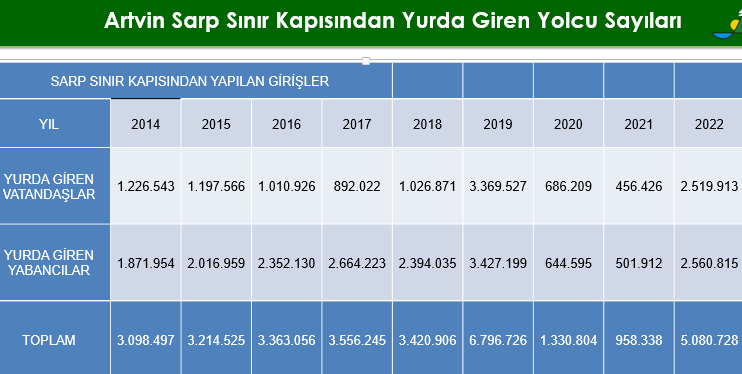 Artvin Sarp Sınır Kapısından Yurda Giren Yolcu Sayıları
SARP SINIR KAPISINDAN YAPILAN GİRİŞLER
YIL 2014 2015 2016 2017 2018 2019 2020 2021 2022
YURDA GİREN
VATANDAŞLAR 1.226.543 1.197.566 1.010.926 892.022 1.026.871 3.369.527 686.209 456.426 2.519.913
YURDA GİREN
YABANCILAR 1.871.954 2.016.959 2.352.130 2.664.223 2.394.035 3.427.199 644.595 501.912 2.560.815
TOPLAM 3.098.497 3.214.525 3.363.056 3.556.245 3.420.906 6.796.726 1.330.804 958.338 5.080.728